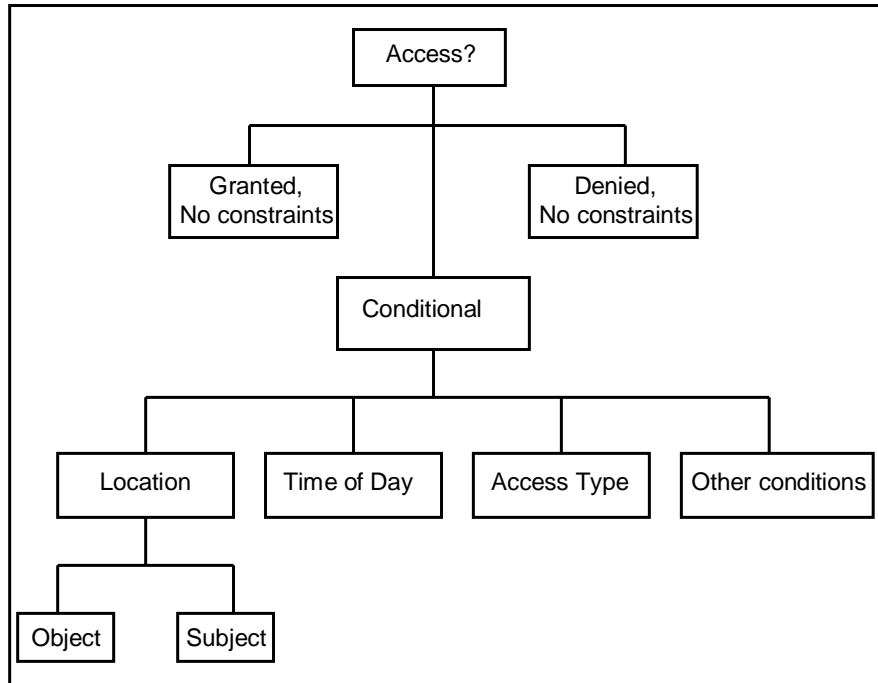 Access?
Granted,
No constraints
Denied,
No constraints
Conditional
Location
Time of Day
Access Type
Other conditions
Object
Subject